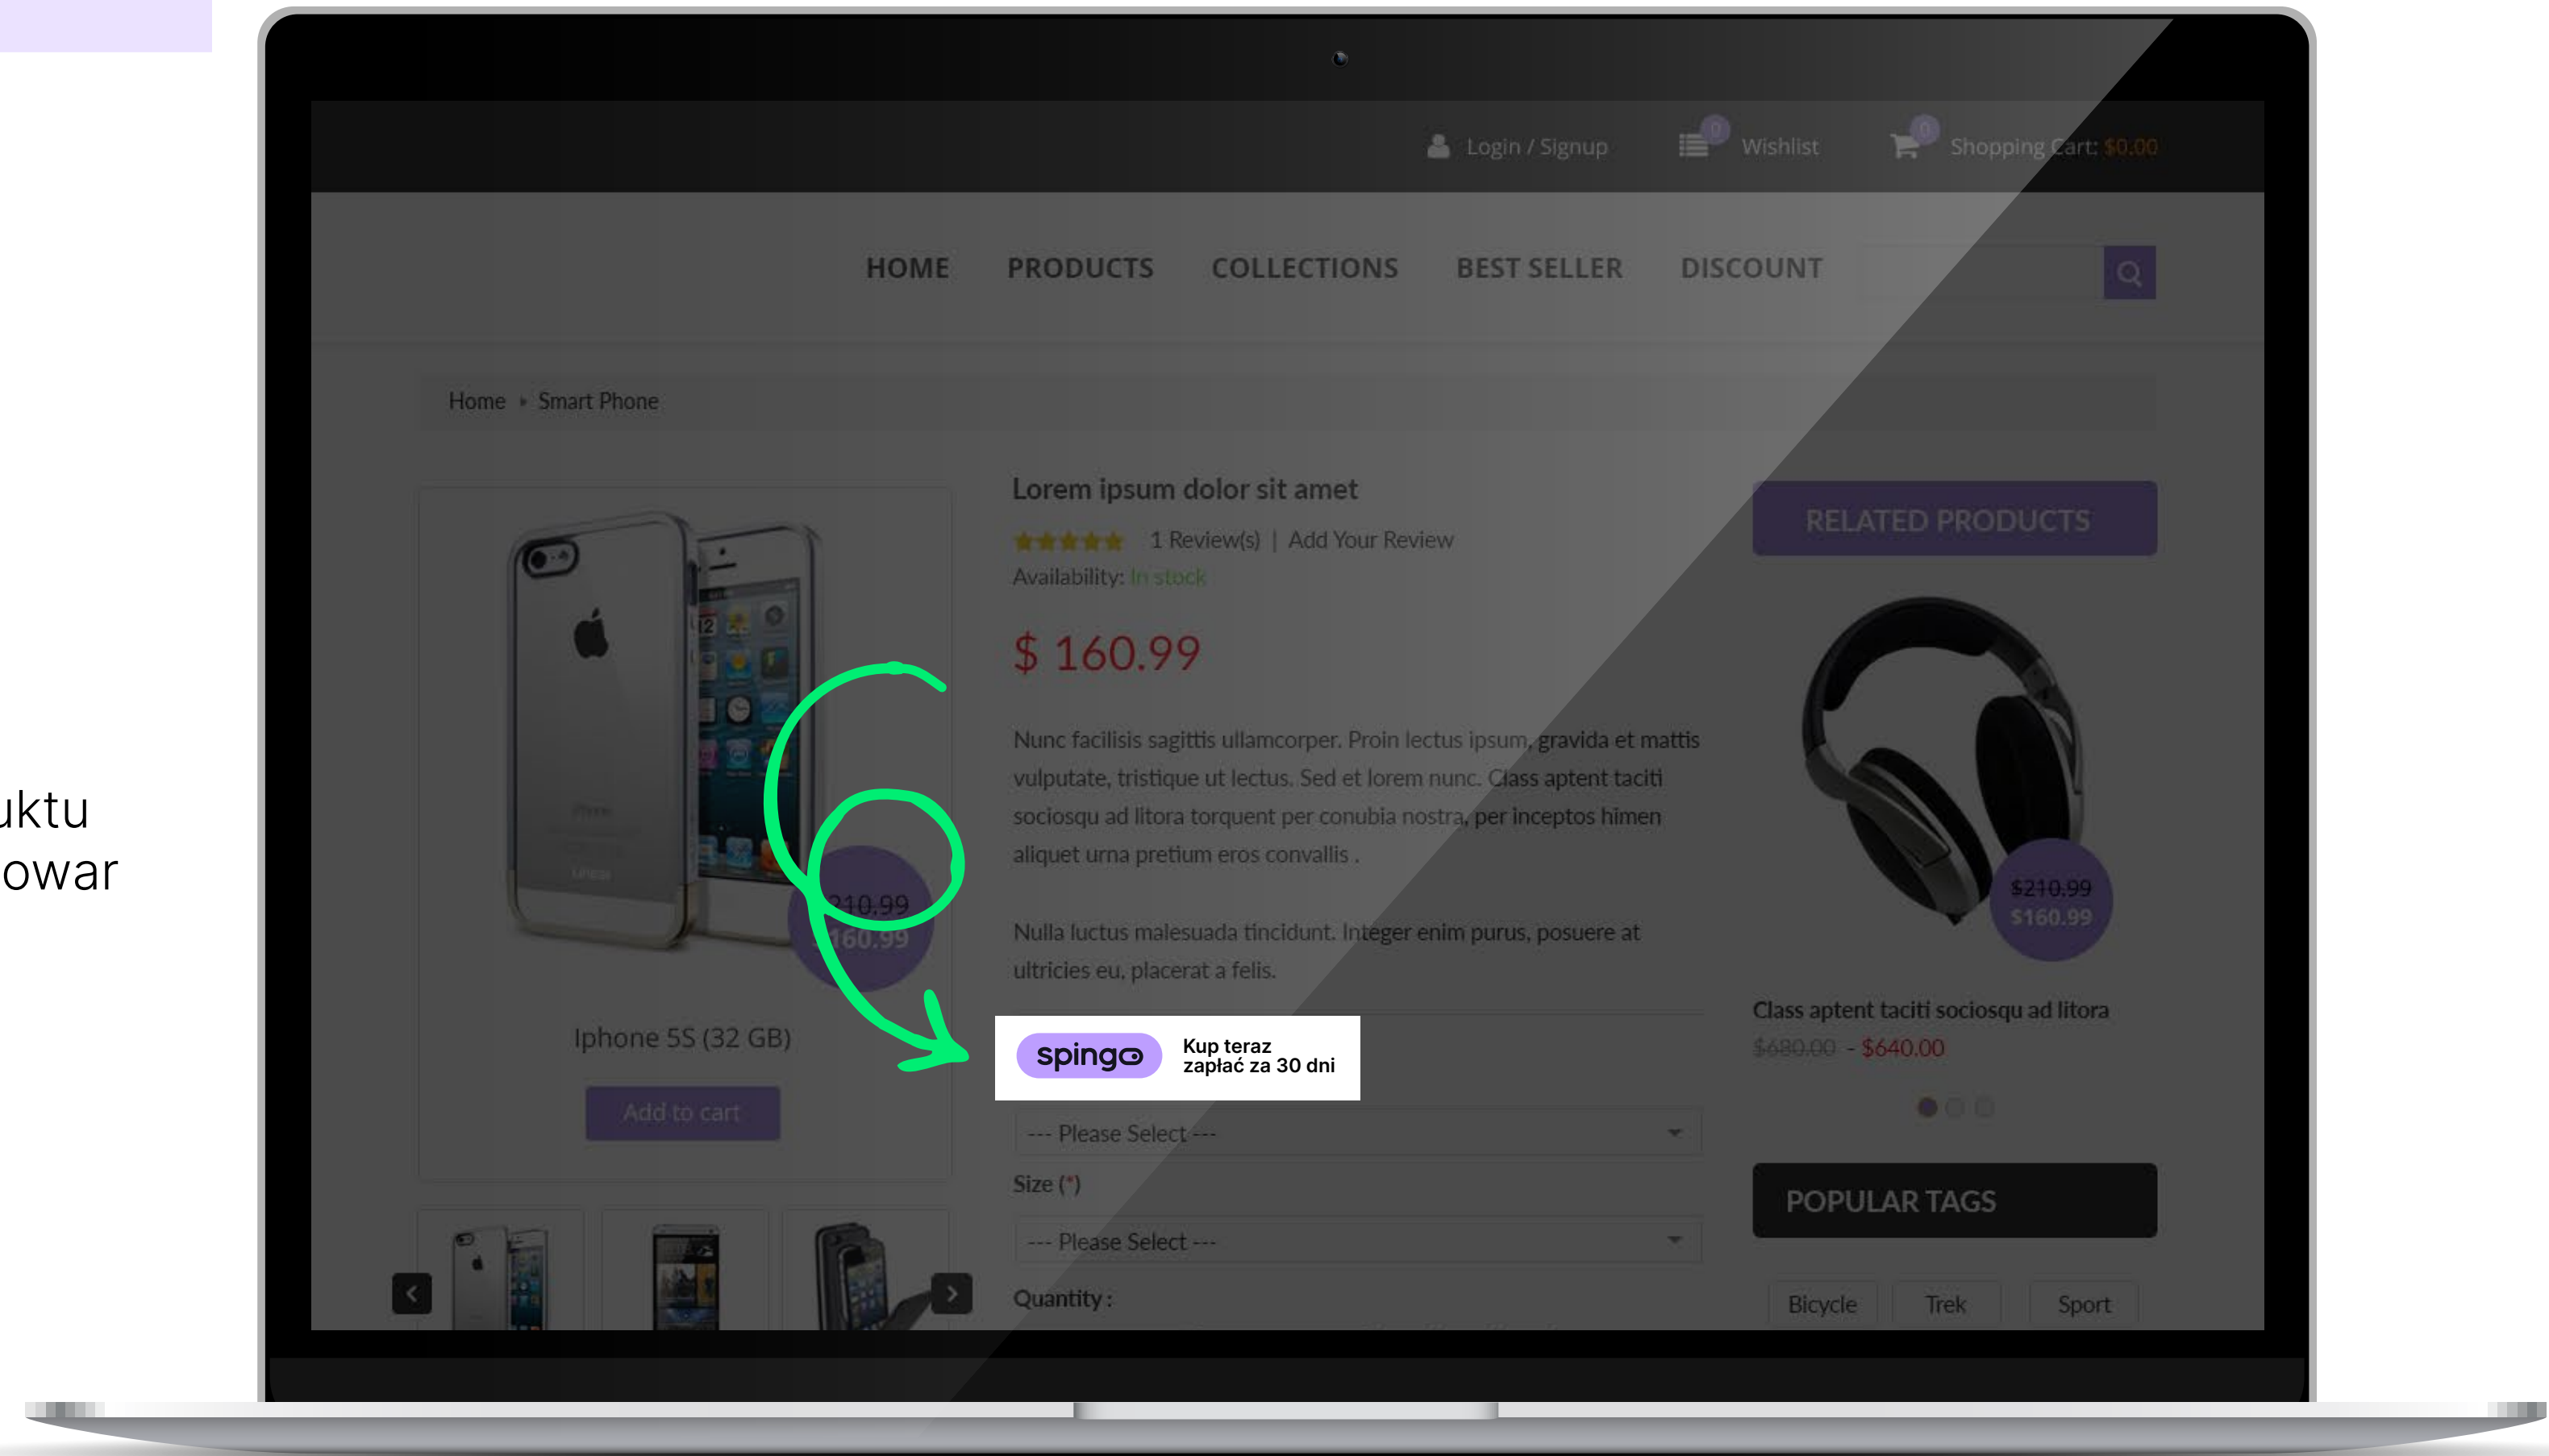 Login / Signup
0
Wishlist
0
Shopping Cart: $0.00
HOME
PRODUCTS
COLLECTIONS
BEST SELLER
DISCOUNT
Home
Smart Phone
Lorem ipsum dolor sit amet
1 Review(s) | Add Your Review
Availability: In stock
$ 160.99
Nunc facilisis sagittis ullamcorper. Proin lectus ipsum, gravida et mattis
vulputate, tristique ut lectus. Sed et lorem nunc. Class aptent taciti
sociosqu ad litora torquent per conubia nostra, per inceptos himen
aliquet urna pretium eros convallis .
Nulla luctus malesuada tincidunt. Integer enim purus, posuere at
ultricies eu, placerat a felis.
uktu
owar
12
210.99
160.99
Iphone 5S (32 GB)
Add to cart
spingo
Kup teraz
zapłać za 30 dni
--- Please Select ---
Size (*)
--- Please Select ---
Quantity :
RELATED PRODUCTS
$210.99
$160.99
Class aptent taciti sociosqu ad litora
$680.00 - $640.00
POPULAR TAGS
Bicycle
Trek
Sport